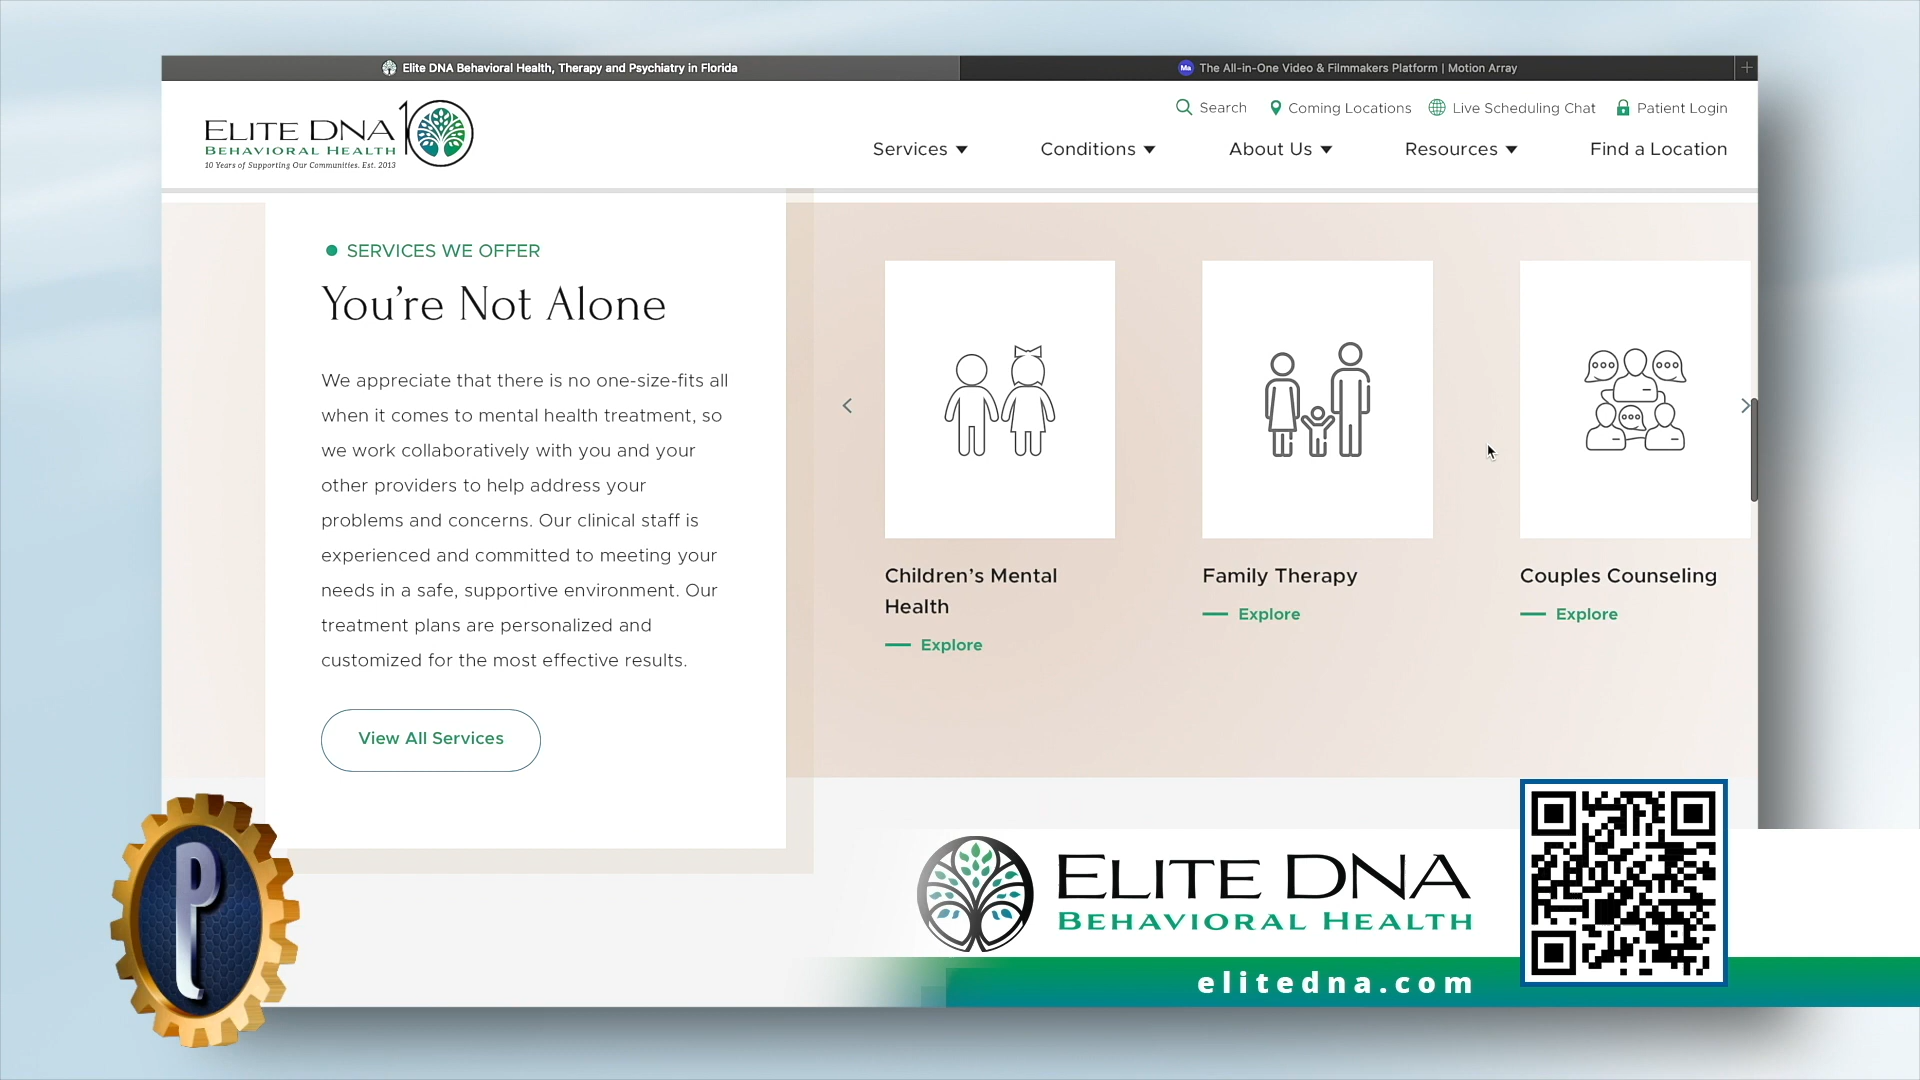 Elite DNA Behavioral Health, Therapy and Psychiatry in Florida
Ma The All-in-One Video & Filmmakers Platform | Motion Array
ELITE DNA 10
BEHAVIORAL HEALTH
10 Years of Supporting Our Communities. Est. 2013
Search Coming Locations Live Scheduling Chat Patient Login
Services Conditions About Us Resources Find a Location
SERVICES WE OFFER
You’re Not Alone
We appreciate that there is no one-size-fits all
when it comes to mental health treatment, so
we work collaboratively with you and your
other providers to help address your
problems and concerns. Our clinical staff is
experienced and committed to meeting your
needs in a safe, supportive environment. Our
treatment plans are personalized and
customized for the most effective results.
View All Services
Children’s Mental
Health
Explore
Family Therapy
Explore
Couples Counseling
Explore
P
ELITE DNA
BEHAVIORAL HEALTH
elitedna.com